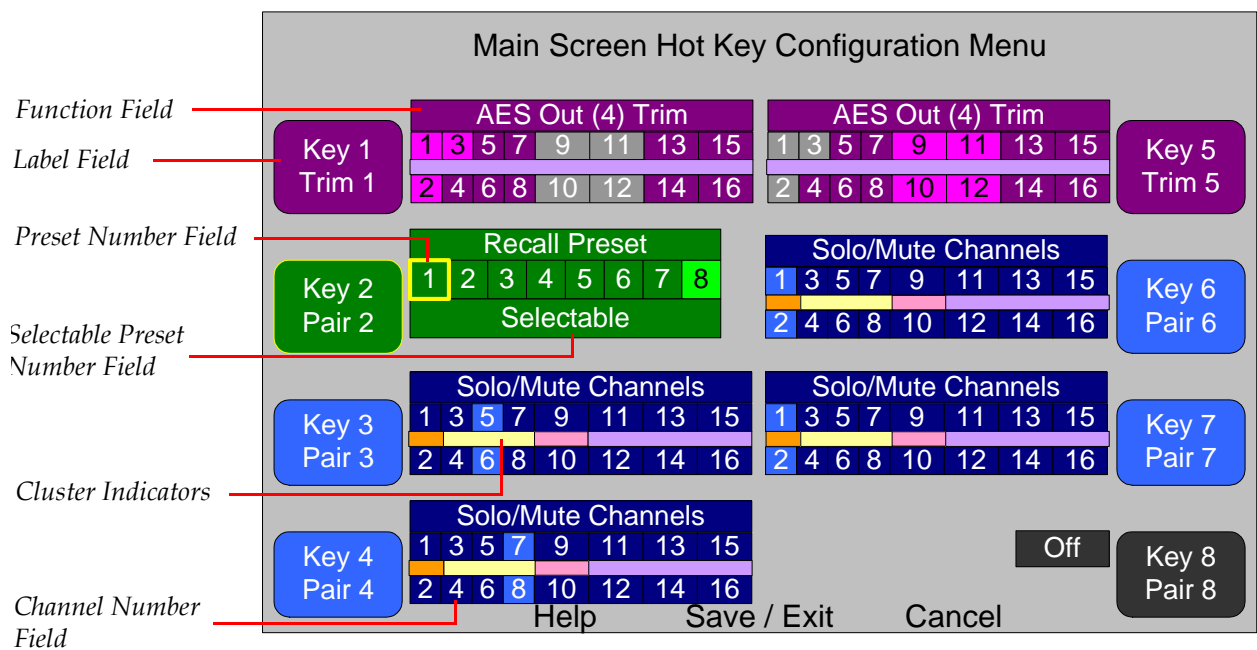 Main Screen Hot Key Configuration Menu
Function Field
Label Field
Preset Number Field
Selectable Preset
Number Field
Cluster Indicators
Channel Number
Field
Key 1
Trim 1
AES Out (4) Trim
1 3 5 7 9 11 13 15
2 4 6 8 10 12 14 16
AES Out (4) Trim
1 3 5 7 9 11 13 15
2 4 6 8 10 12 14 16
Key 5
Trim 5
Key 2
Pair 2
Recall Preset
1 2 3 4 5 6 7 8
Selectable
Solo/Mute Channels
1 3 5 7 9 11 13 15
2 4 6 8 10 12 14 16
Key 6
Pair 6
Key 3
Pair 3
Solo/Mute Channels
1 3 5 7 9 11 13 15
2 4 6 8 10 12 14 16
Solo/Mute Channels
1 3 5 7 9 11 13 15
2 4 6 8 10 12 14 16
Key 7
Pair 7
Key 4
Pair 4
Solo/Mute Channels
1 3 5 7 9 11 13 15
2 4 6 8 10 12 14 16
Off
Key 8
Pair 8
Help Save / Exit Cancel